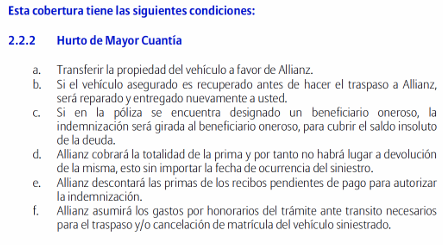 Esta cobertura tiene las siguientes condiciones:
2.2.2 Hurto de Mayor Cuantía
a. Transferir la propiedad del vehículo a favor de Allianz.
b. Si el vehículo asegurado es recuperado antes de hacer el traspaso a Allianz,
será reparado y entregado nuevamente a usted.
c. Si en la póliza se encuentra designado un beneficiario oneroso, la
indemnización será girada al beneficiario oneroso, para cubrir el saldo insoluto
de la deuda.
d. Allianz cobrará la totalidad de la prima y por tanto no habrá lugar a devolución
de la misma, esto sin importar la fecha de ocurrencia del siniestro.
e. Allianz descontará las primas de los recibos pendientes de pago para autorizar
la indemnización.
f. Allianz asumirá los gastos por honorarios del trámite ante transito necesarios
para el traspaso y/o cancelación de matrícula del vehículo siniestrado.